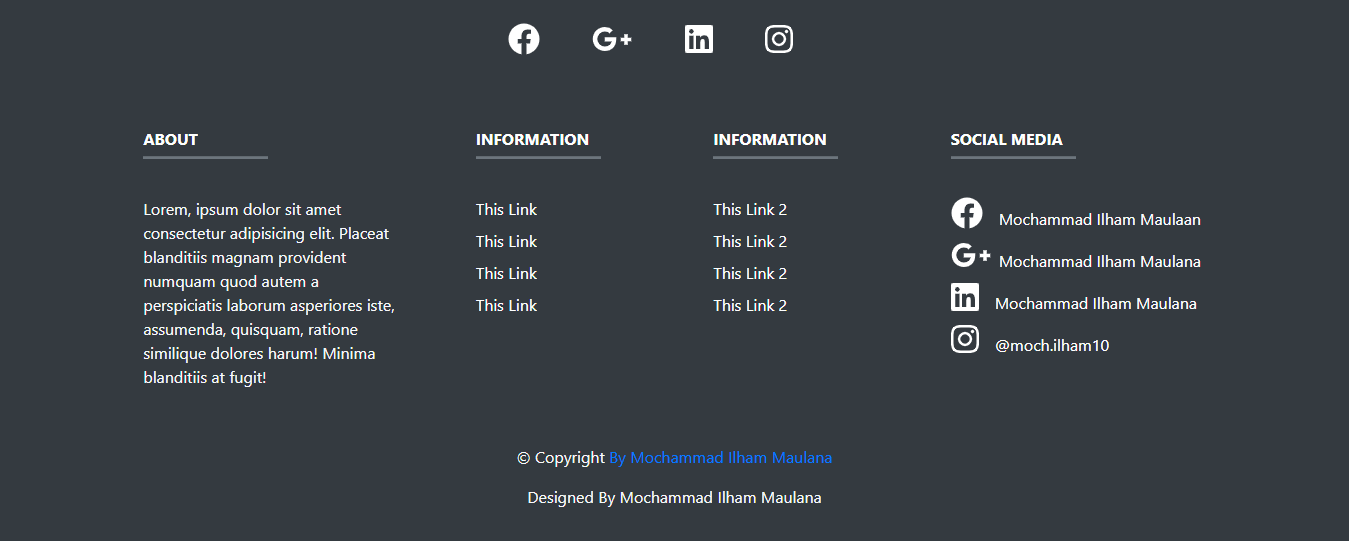 ABOUT
Lorem, ipsum dolor sit amet
consectetur adipisicing elit. Placeat
blanditiis magnam provident
numquam quod autem a
perspiciatis laborum asperiores iste,
assumenda, quisquam, ratione
similique dolores harum! Minima
blanditiis at fugit!
INFORMATION
This Link
This Link
This Link
This Link
INFORMATION
This Link 2
This Link 2
This Link 2
This Link 2
SOCIAL MEDIA
Mochammad Ilham Maulaan
Mochammad Ilham Maulana
Mochammad Ilham Maulana
@moch.ilham10
© Copyright By Mochammad Ilham Maulana
Designed By Mochammad Ilham Maulana